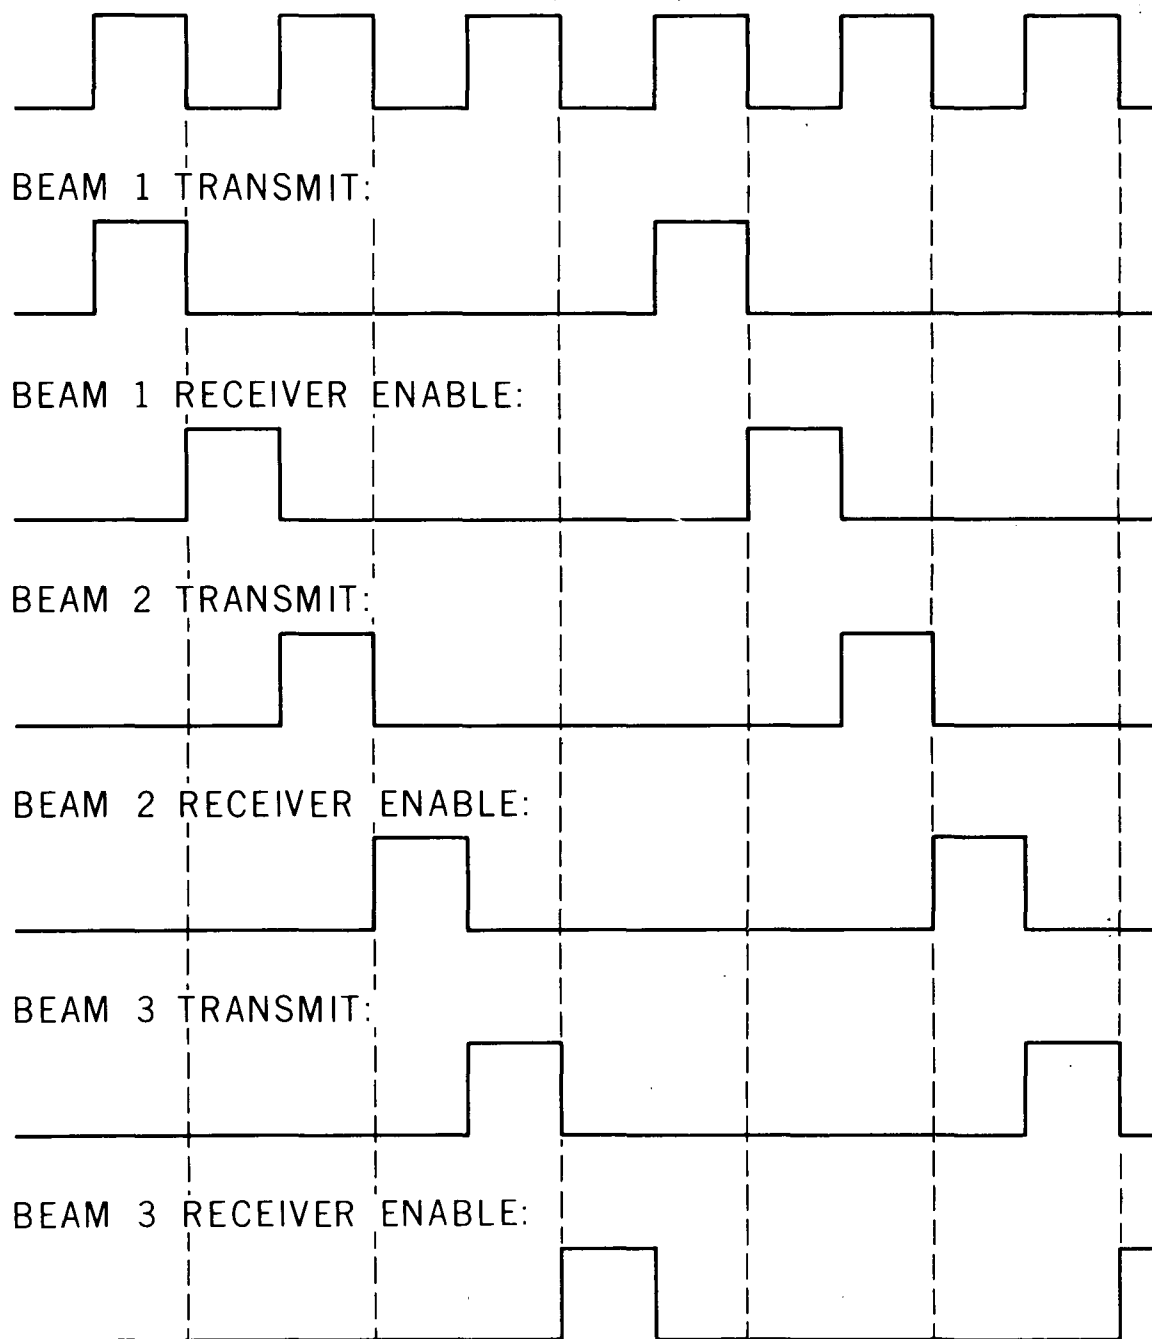 BEAM 1 TRANSMIT:
BEAM 1 RECEIVER ENABLE:
BEAM 2 TRANSMIT:
BEAM 2 RECEIVER ENABLE:
BEAM 3 TRANSMIT:
BEAM 3 RECEIVER ENABLE: